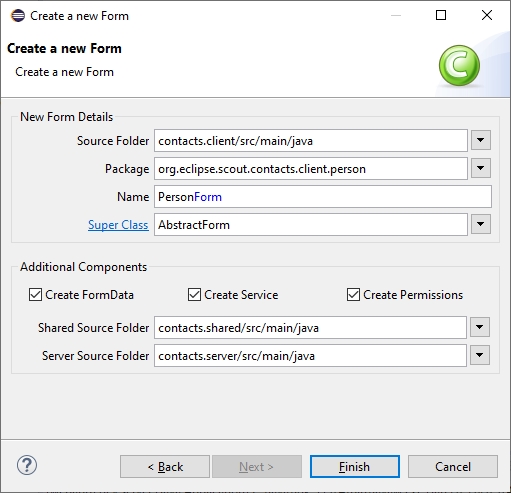 Create a new Form
Create a new Form
Create a new Form
New Form Details
Source Folder contacts.client/src/main/java
Package org.eclipse.scout.contacts.client.person
Name PersonForm
Super Class AbstractForm
Additional Components
Create FormData Create Service Create Permissions
Shared Source Folder contacts.shared/src/main/java
Server Source Folder contacts.server/src/main/java
? < Back Next > Finish Cancel